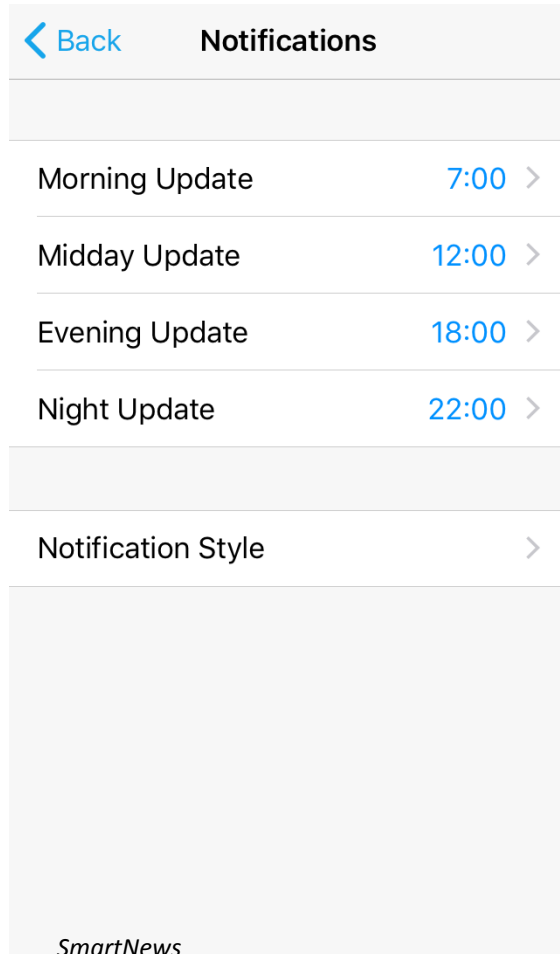 Back Notifications
Morning Update 7:00
Midday Update 12:00
Evening Update 18:00
Night Update 22:00
Notification Style
SmartNews